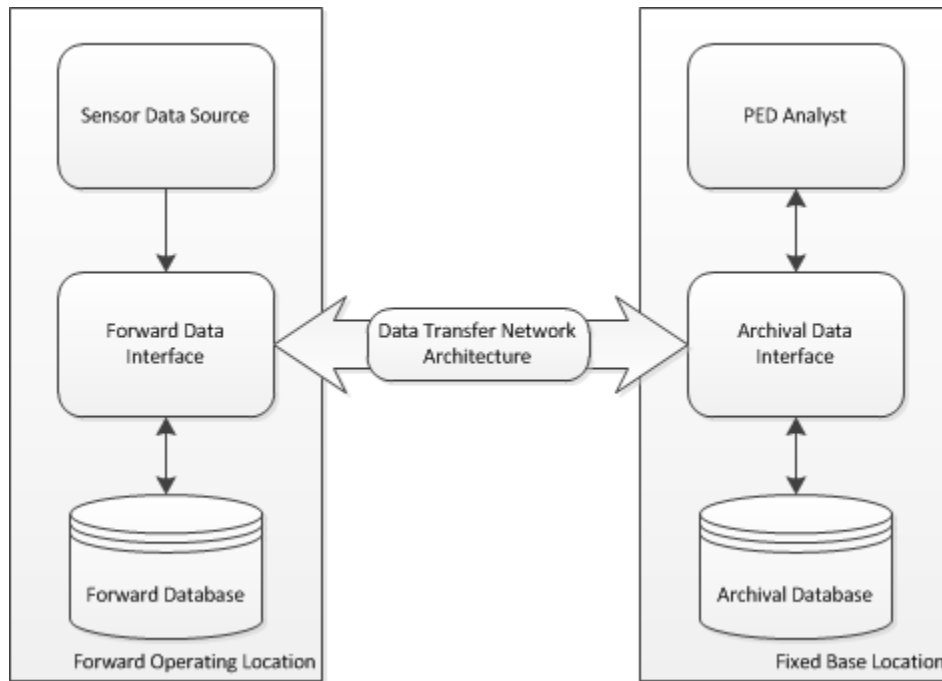 Sensor Data Source
PED Analyst
Forward Data
Interface
Data Transfer Network
Architecture
Archival Data
Interface
Forward Database
Archival Database
Forward Operating Location
Fixed Base Location